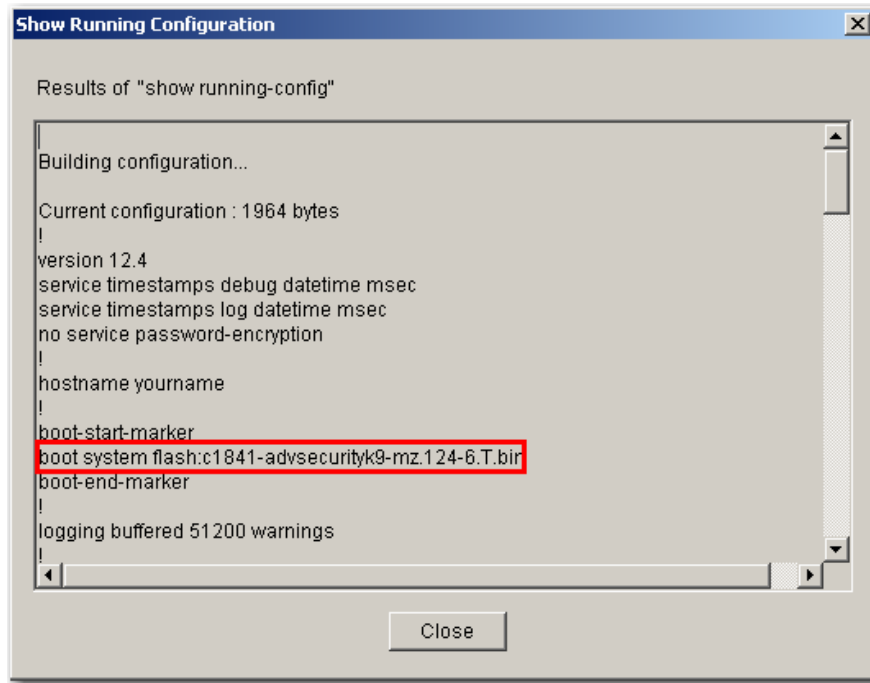 Show Running Configuration
Results of "show running-config"
Building configuration...
Current configuration : 1964 bytes
!
version 12.4
service timestamps debug datetime msec
service timestamps log datetime msec
no service password-encryption
!
hostname yourname
!
boot-start-marker
boot system flash:c1841-advsecurityk9-mz.124-6.T.bin
boot-end-marker
!
logging buffered 51200 warnings
!
Close